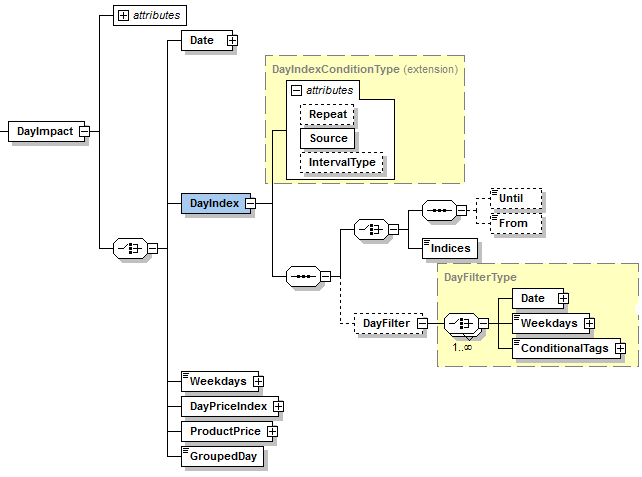 attributes
Date
DayIndexConditionType (extension)
attributes
Repeat
Source
IntervalType
DayImpact
DayIndex
Until
From
Indices
DayFilterType
Date
DayFilter
Weekdays
1..∞
ConditionalTags
Weekdays
DayPriceIndex
ProductPrice
GroupedDay